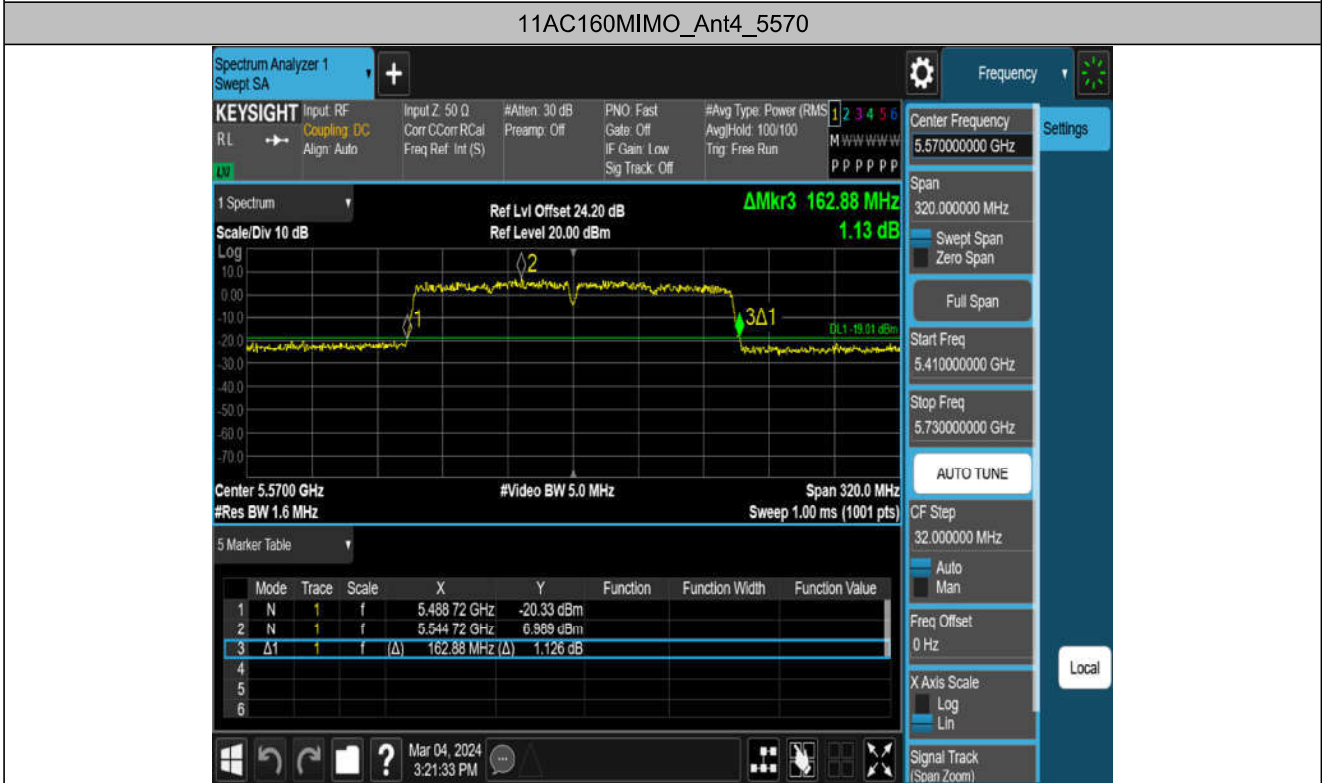 11AC160MIMO_Ant4_5570
Spectrum Analyzer 1
Swept SA
+
Frequency
KEYSIGHT
RL
LXI
Input: RF
Coupling: DC
Align: Auto
Input Z: 50 Ω
Corr CCorr RCal
Freq Ref: Int (S)
#Atten: 30 dB
Preamp: Off
PNO: Fast
Gate: Off
IF Gain: Low
Sig Track: Off
#Avg Type: Power (RMS
Avg|Hold: 100/100
Trig: Free Run
1 2 3 4 5 6
M W W W W W
P P P P P P
Center Frequency
5.570000000 GHz
Settings
Span
320.000000 MHz
Swept Span
Zero Span
Full Span
Start Freq
5.410000000 GHz
Stop Freq
5.730000000 GHz
AUTO TUNE
CF Step
32.000000 MHz
Auto
Man
Freq Offset
0 Hz
X Axis Scale
Log
Lin
Signal Track
(Span Zoom)
Local
1 Spectrum
Scale/Div 10 dB
Ref Lvl Offset 24.20 dB
Ref Level 20.00 dBm
ΔMkr3 162.88 MHz
1.13 dB
Log
10.0
0.00
-10.0
-20.0
-30.0
-40.0
-50.0
-60.0
-70.0
2
1
3Δ1
DL1 -19.01 dBm
Center 5.5700 GHz
#Video BW 5.0 MHz
Span 320.0 MHz
#Res BW 1.6 MHz
Sweep 1.00 ms (1001 pts)
5 Marker Table
Mode Trace Scale X Y Function Function Width Function Value
1 N 1 f 5.488 72 GHz -20.33 dBm
2 N 1 f 5.544 72 GHz 6.989 dBm
3 Δ1 1 f (Δ) 162.88 MHz (Δ) 1.126 dB
4
5
6
?
Mar 04, 2024
3:21:33 PM